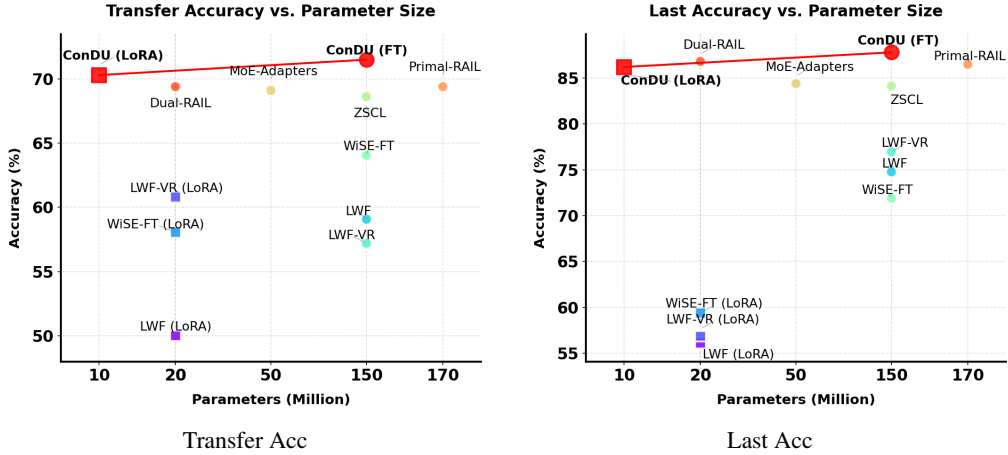 Transfer Accuracy vs. Parameter Size
ConDU (LoRA)
ConDU (FT)
MoE-Adapters
Primal-RAIL
Dual-RAIL
ZSCL
WiSE-FT
LWF-VR (LoRA)
WiSE-FT (LoRA)
LWF
LWF-VR
LWF (LoRA)
70
65
60
55
50
Accuracy (%)
10
20
50
150
170
Parameters (Million)
Transfer Acc
Last Accuracy vs. Parameter Size
Dual-RAIL
ConDU (FT)
Primal-RAIL
MoE-Adapters
ConDU (LoRA)
ZSCL
LWF-VR
LWF
WiSE-FT
WiSE-FT (LoRA)
LWF-VR (LoRA)
LWF (LoRA)
85
80
75
70
65
60
55
Accuracy (%)
10
20
50
150
170
Parameters (Million)
Last Acc